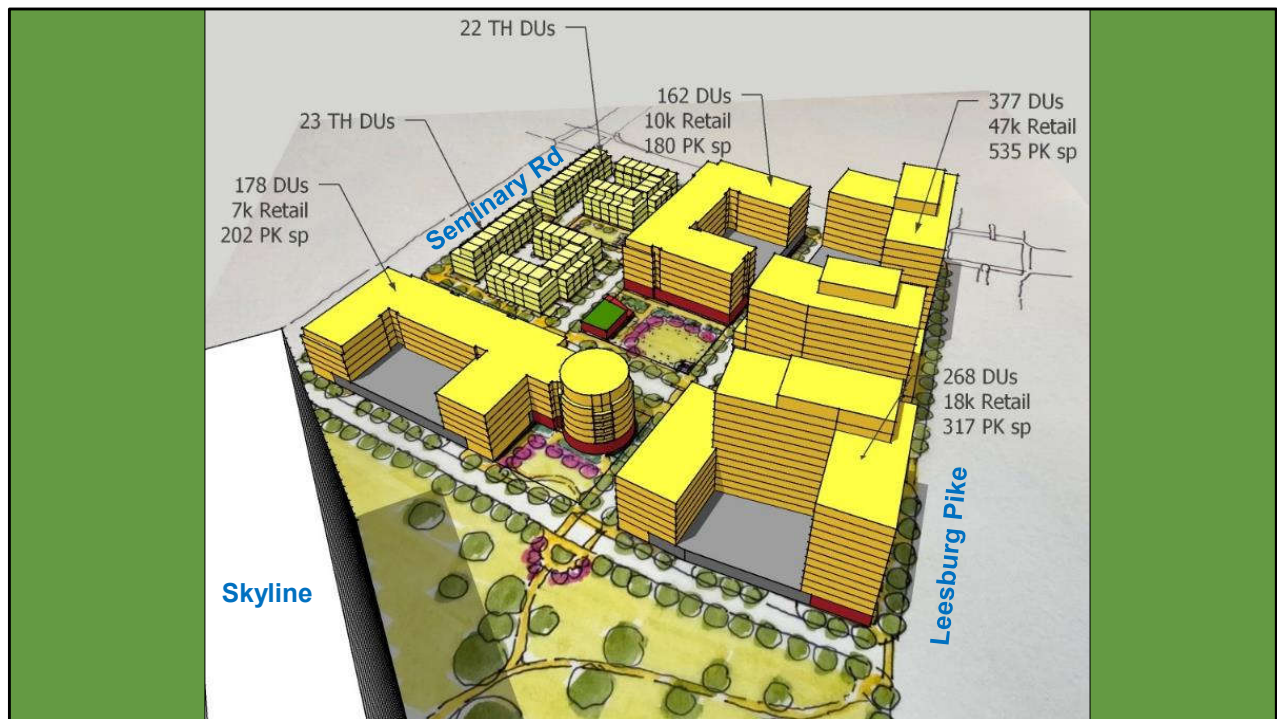 22 TH DUs
23 TH DUs
162 DUs
10k Retail
180 PK sp
377 DUs
47k Retail
535 PK sp
178 DUs
7k Retail
202 PK sp
Seminary Rd
268 DUs
18k Retail
317 PK sp
Leesburg Pike
Skyline